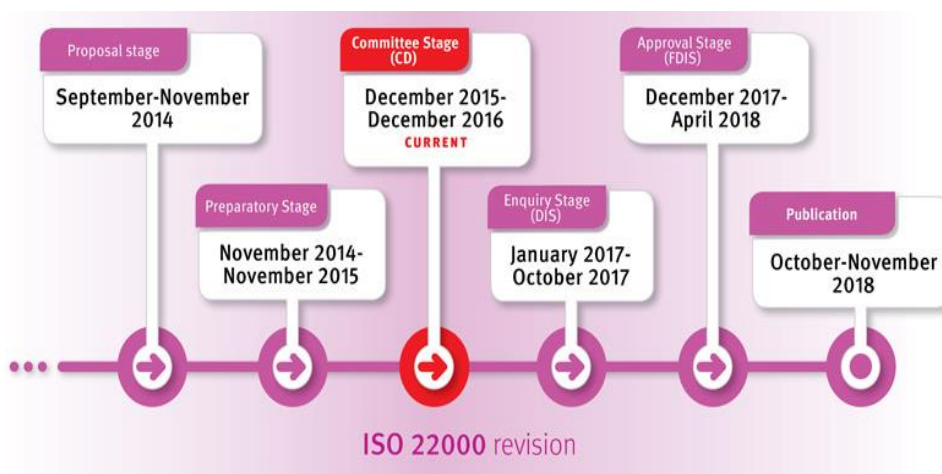 Proposal stage
September-November
2014
Preparatory Stage
November 2014-
November 2015
Committee Stage
(CD)
December 2015-
December 2016
CURRENT
Enquiry Stage
(DIS)
January 2017-
October 2017
Approval Stage
(FDIS)
December 2017-
April 2018
Publication
October-November
2018
ISO 22000 revision